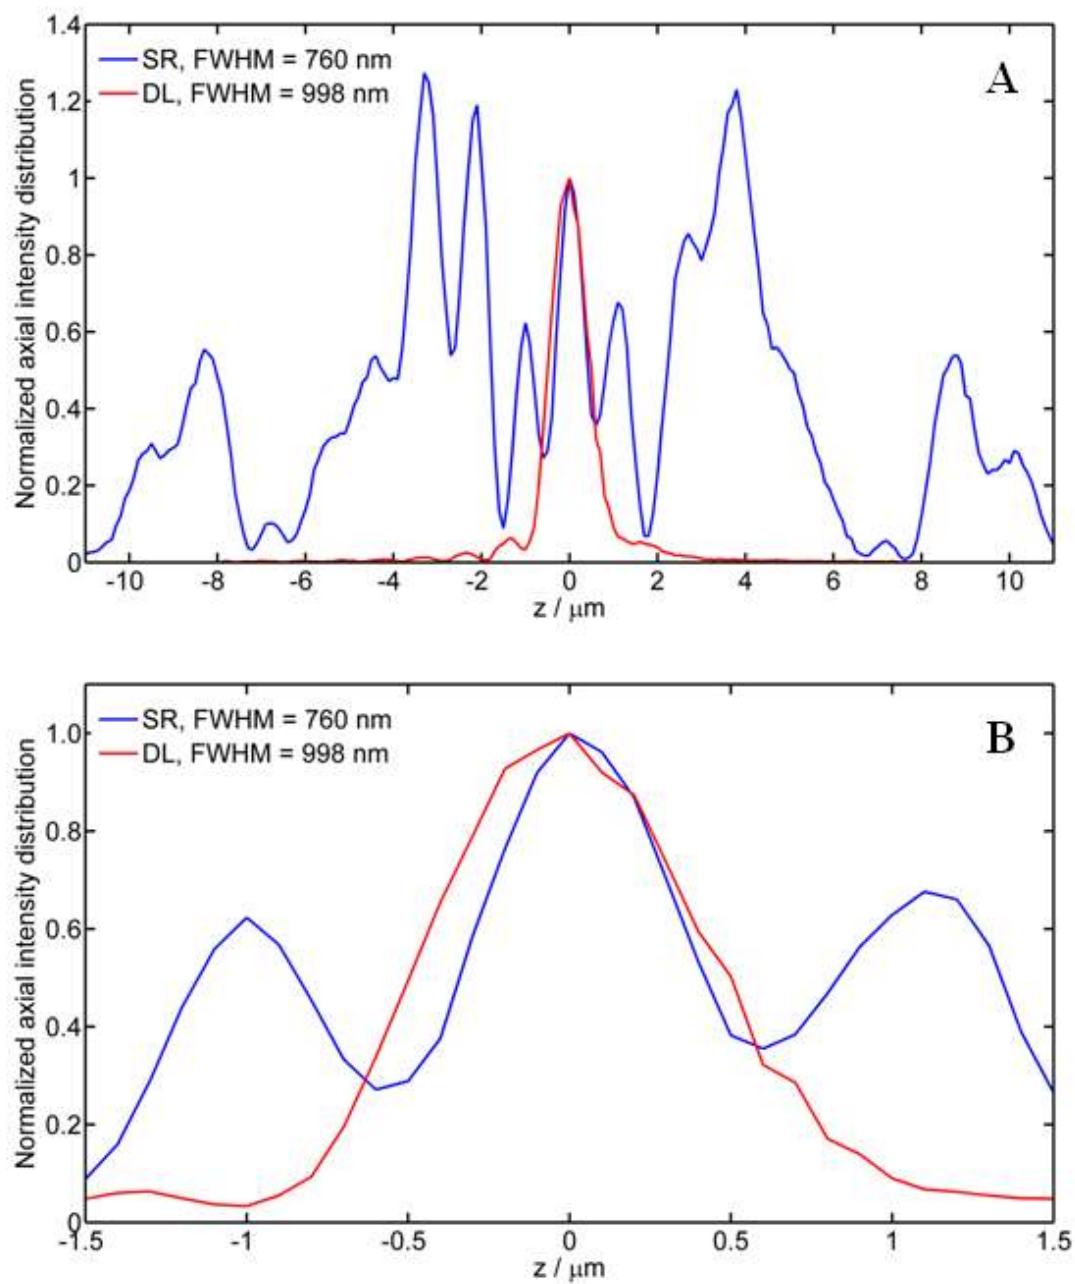 1.4
SR, FWHM = 760 nm
A
DL, FWHM = 998 nm
1.2
1
0.8
0.6
0.4
0.2
0
Normalized axial intensity distribution
-10 -8 -6 -4 -2 0 2 4 6 8 10
z / μm
SR, FWHM = 760 nm
B
DL, FWHM = 998 nm
1.0
0.8
0.6
0.4
0.2
0
Normalized axial intensity distribution
-1.5 -1 -0.5 0 0.5 1 1.5
z / μm